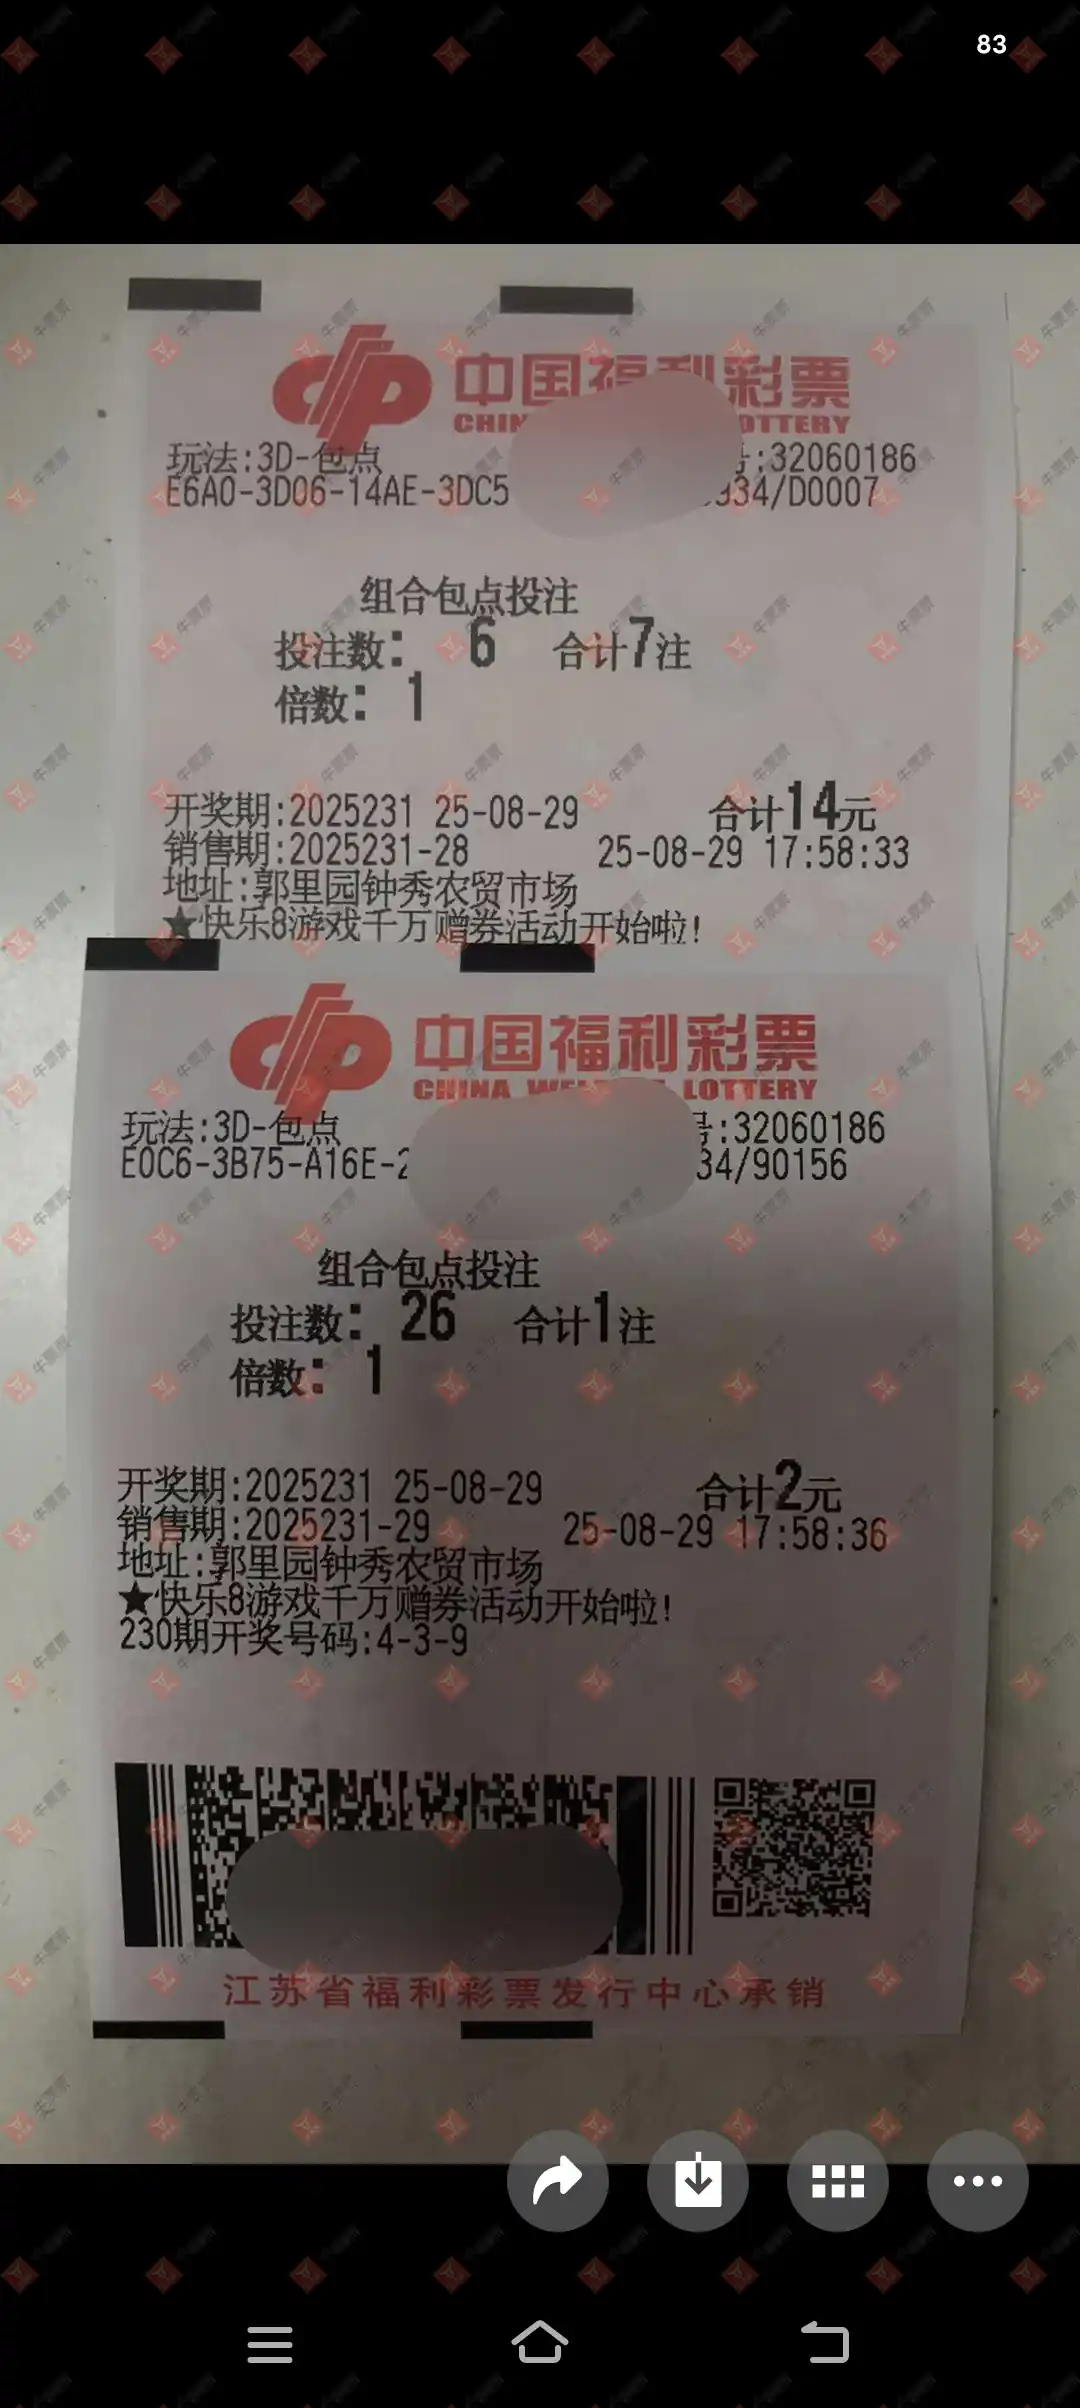 83
中国福利彩票
CHIN OTTERY
玩法:3D-包点 号:32060186
E6A0-3D06-14AE-3DC5 934/D0007
组合包点投注
投注数: 6 合计7注
倍数: 1
开奖期:2025231 25-08-29 合计14元
销售期:2025231-28 25-08-29 17:58:33
地址:郭里园钟秀农贸市场
★快乐8游戏千万赠券活动开始啦!
中国福利彩票
CHINA WEL LOTTERY
玩法:3D-包点 号:32060186
E0C6-3B75-A16E-2 34/90156
组合包点投注
投注数: 26 合计1注
倍数: 1
开奖期:2025231 25-08-29 合计2元
销售期:2025231-29 25-08-29 17:58:36
地址:郭里园钟秀农贸市场
★快乐8游戏千万赠券活动开始啦!
230期开奖号码:4-3-9
江苏省福利彩票发行中心承销
牛票票